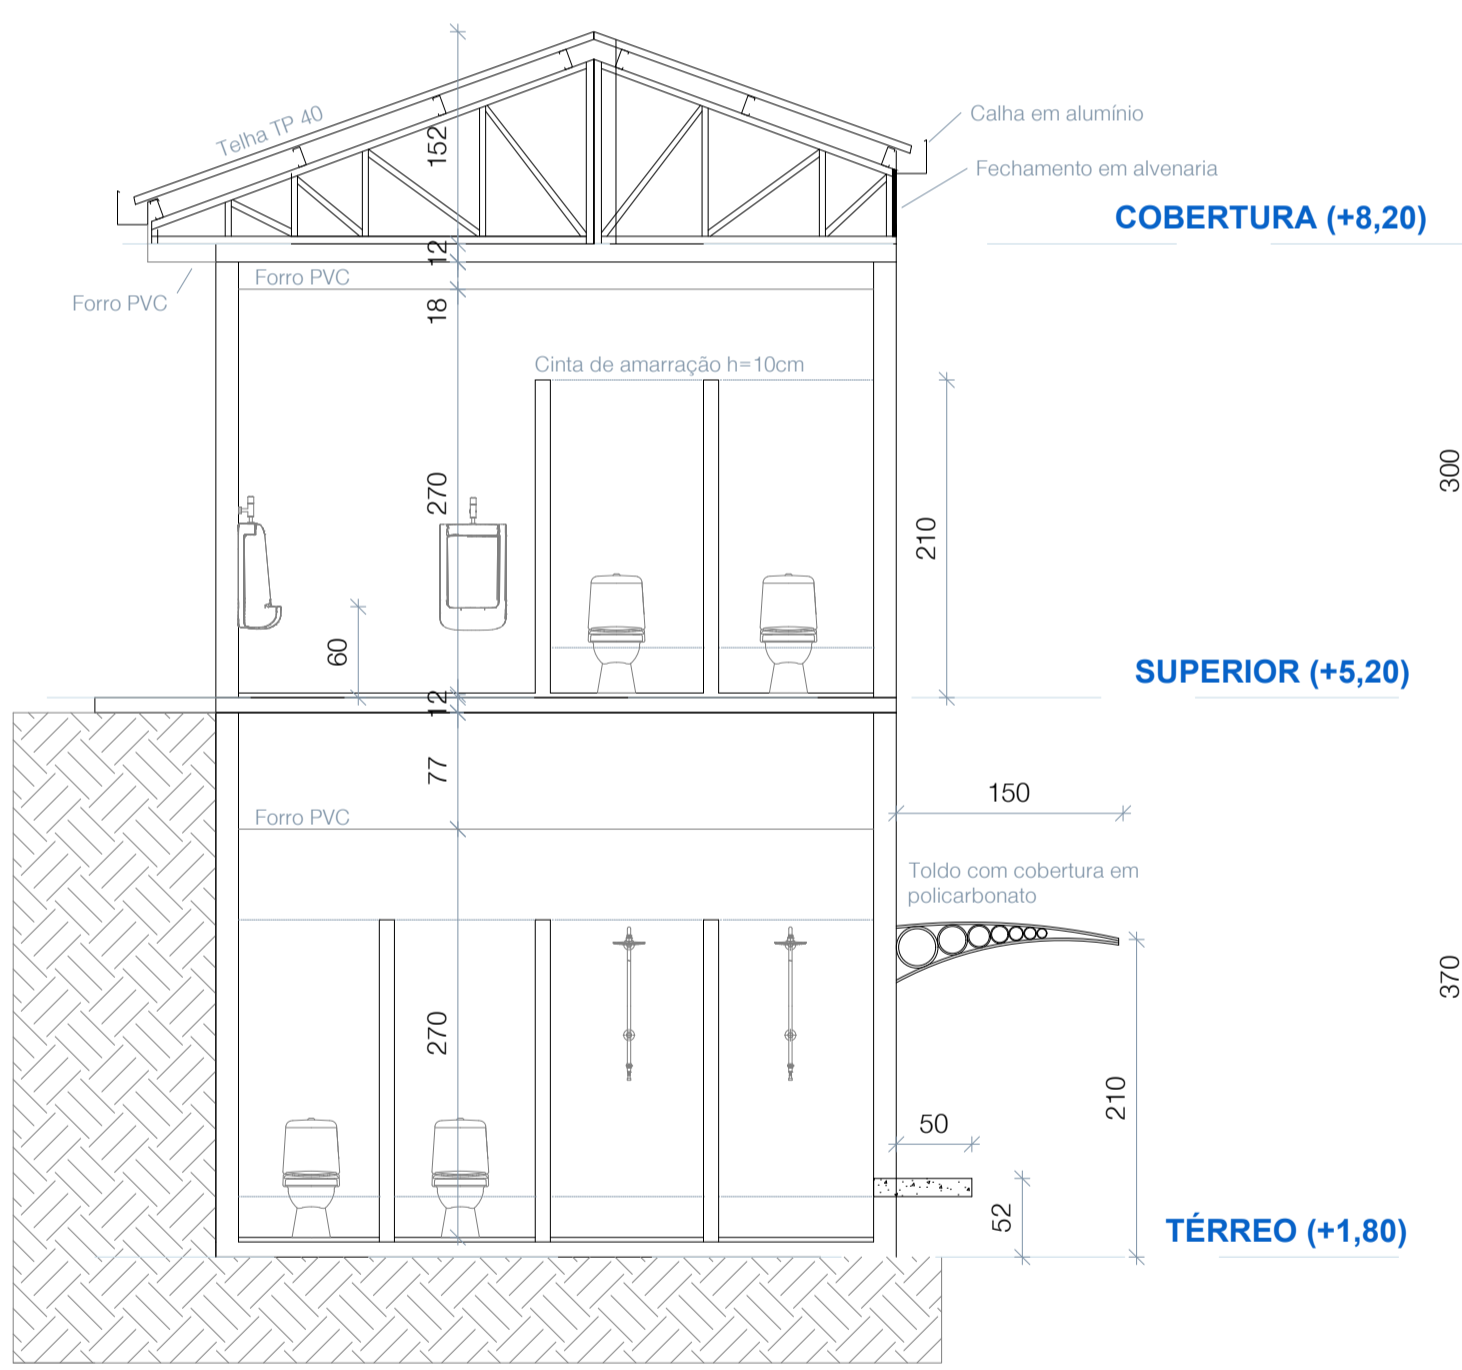 152
Telha TP 40
Calha em alumínio
Fechamento em alvenaria
COBERTURA (+8,20)
12
Forro PVC
Forro PVC
18
Cinta de amarração h=10cm
270
210
300
60
12
SUPERIOR (+5,20)
77
150
Forro PVC
Toldo com cobertura em
policarbonato
370
270
210
50
52
TÉRREO (+1,80)